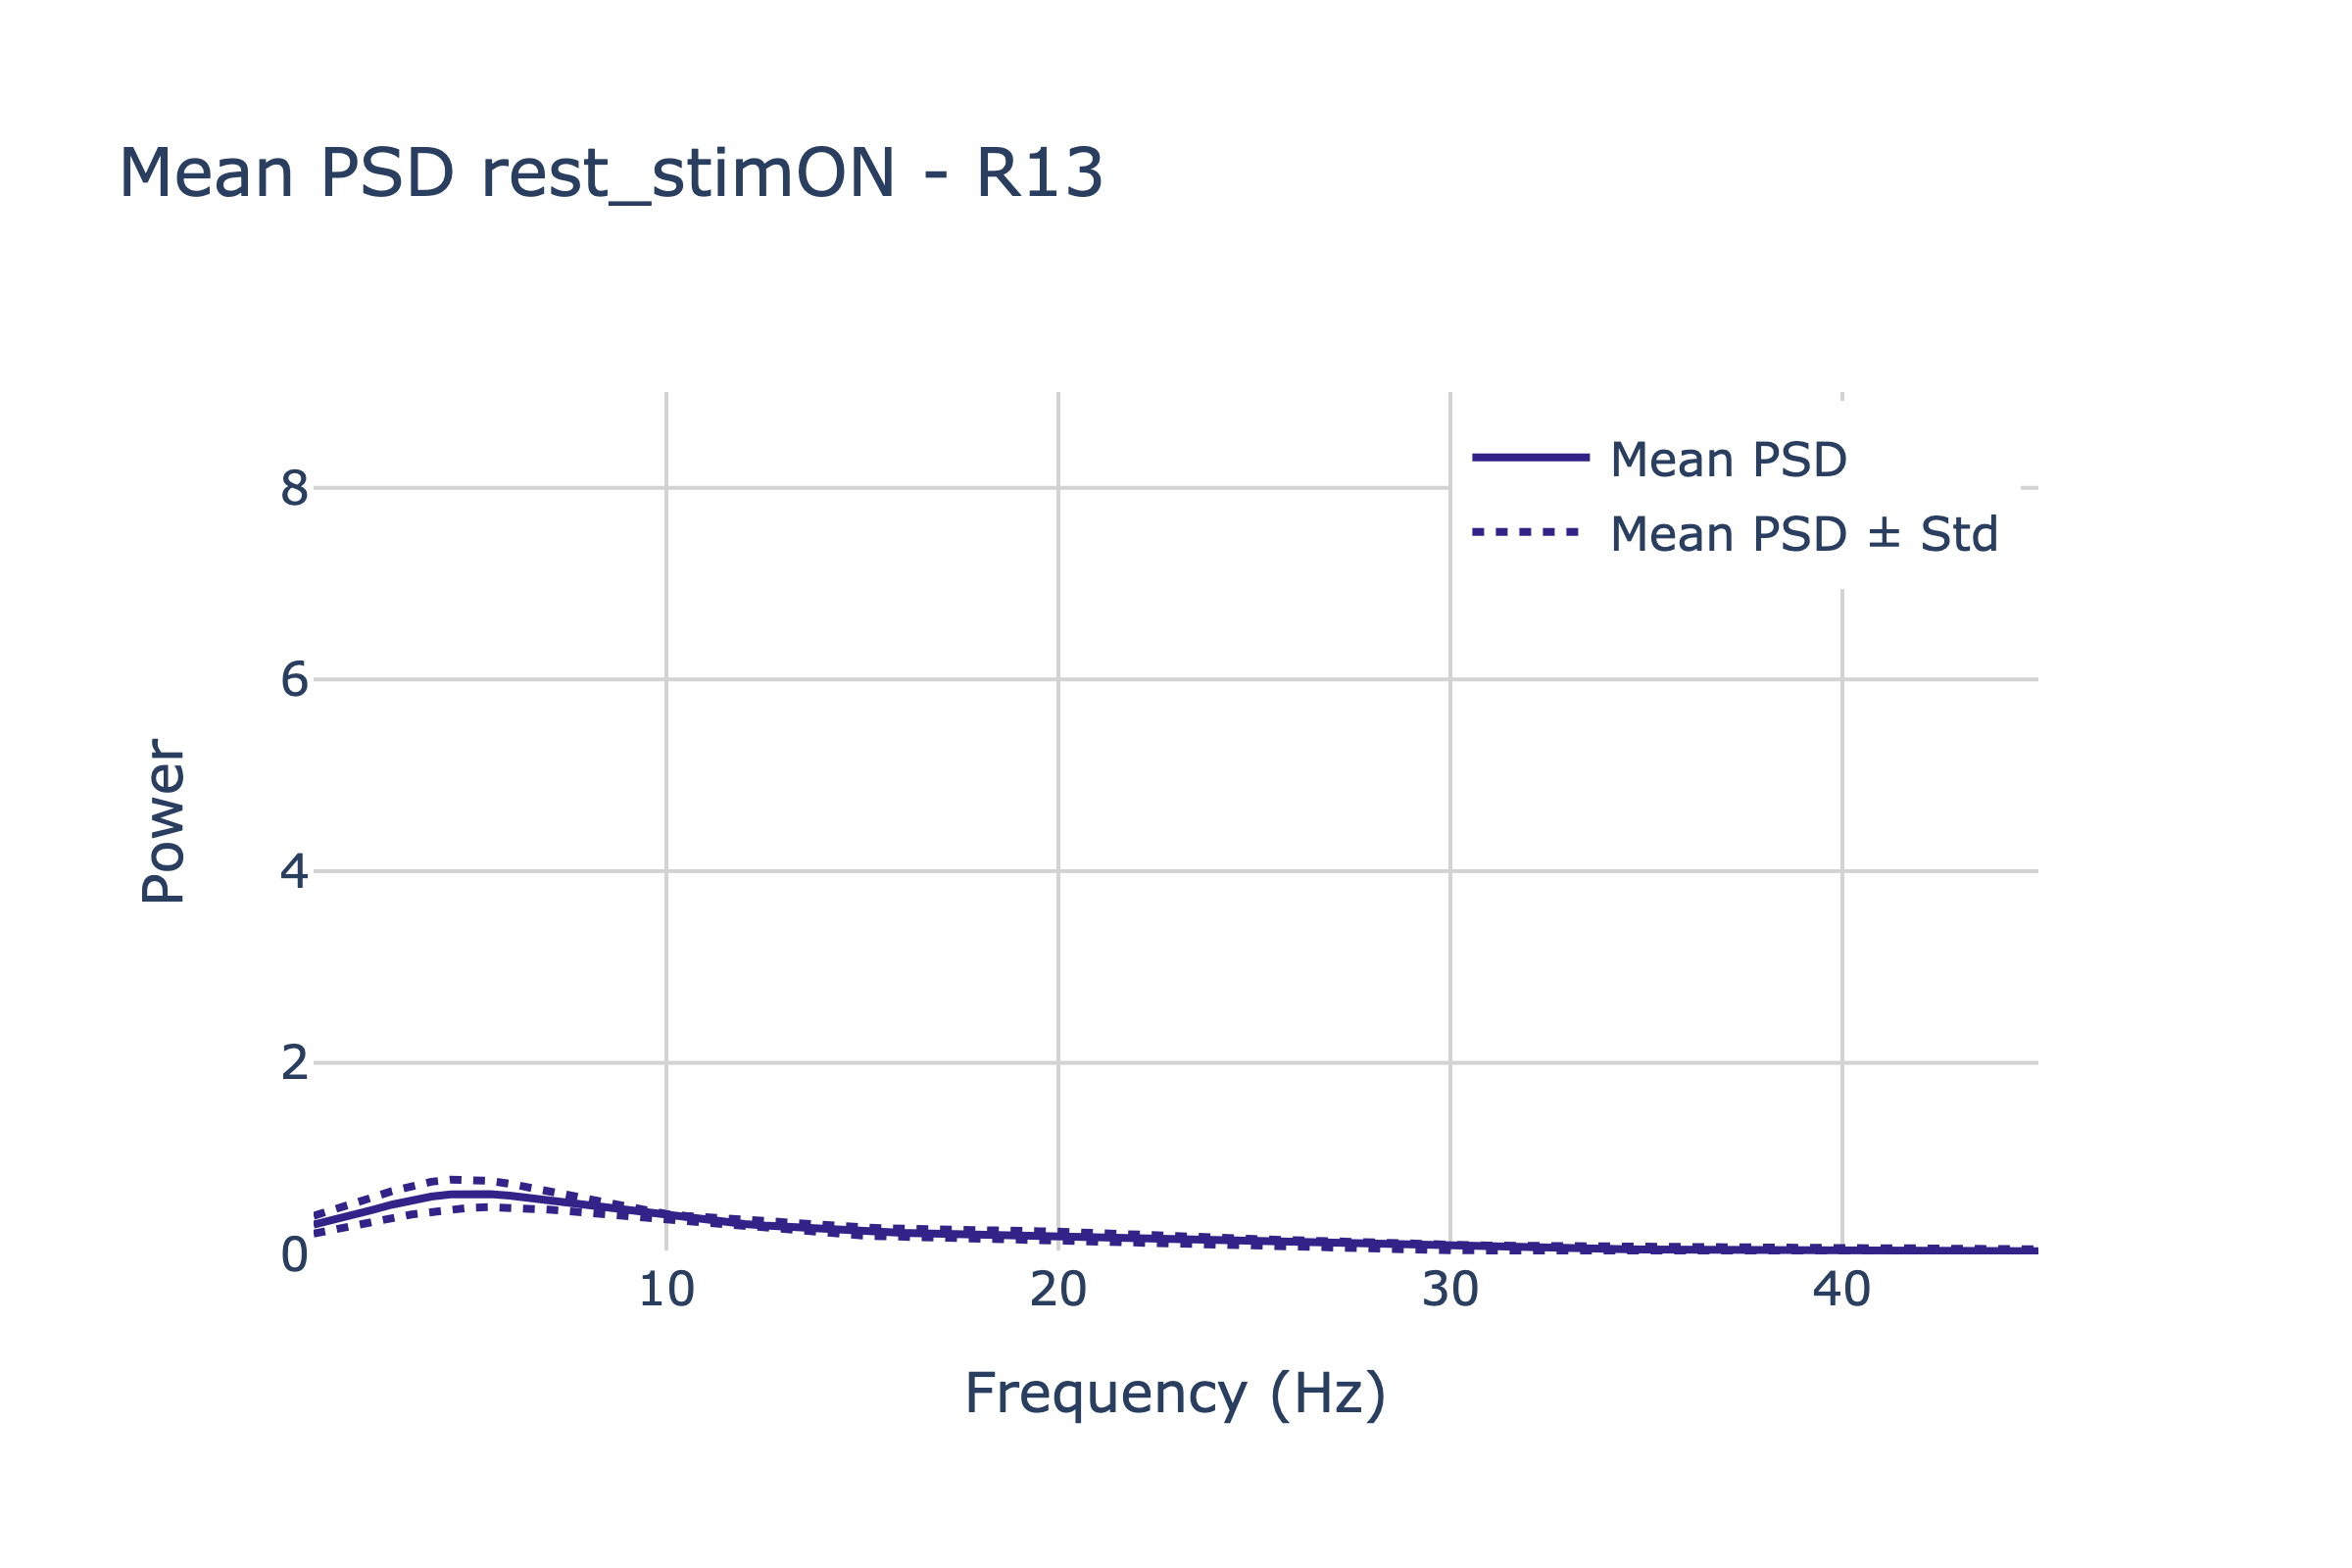 Mean PSD rest_stimON - R13
Mean PSD
Mean PSD ± Std
8
6
4
2
0
Power
10 20 30 40
Frequency (Hz)